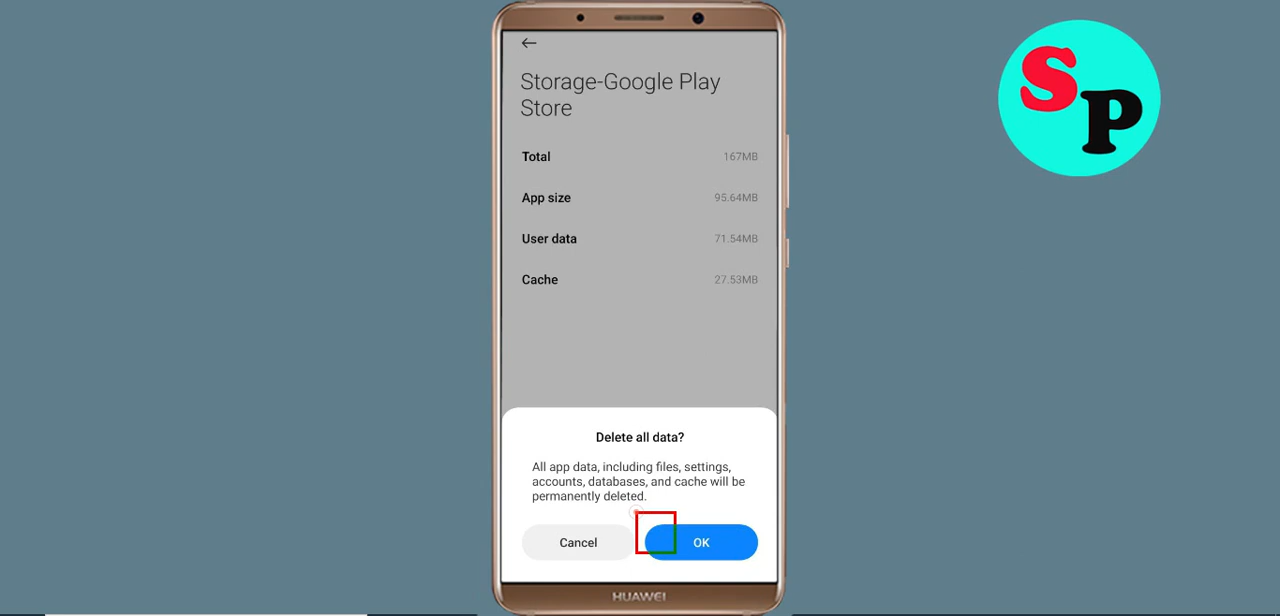 Storage-Google Play
Store
Total 167MB
App size 95.64MB
User data 71.54MB
Cache 27.53MB
Delete all data?
All app data, including files, settings,
accounts, databases, and cache will be
permanently deleted.
Cancel OK
HUAWEI
SP